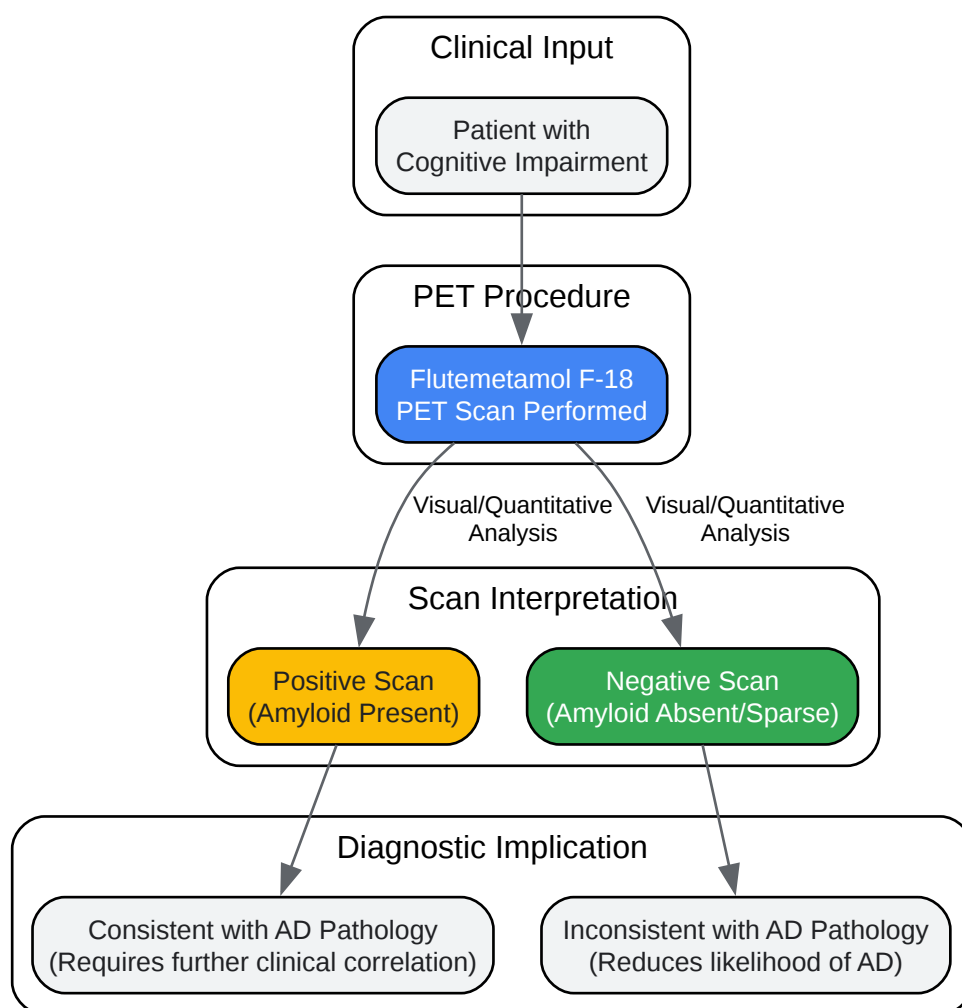 Clinical Input
Patient with
Cognitive Impairment
PET Procedure
Flutemetamol F-18
PET Scan Performed
Visual/Quantitative
Analysis
Visual/Quantitative
Analysis
Scan Interpretation
Positive Scan
(Amyloid Present)
Negative Scan
(Amyloid Absent/Sparse)
Diagnostic Implication
Consistent with AD Pathology
(Requires further clinical correlation)
Inconsistent with AD Pathology
(Reduces likelihood of AD)